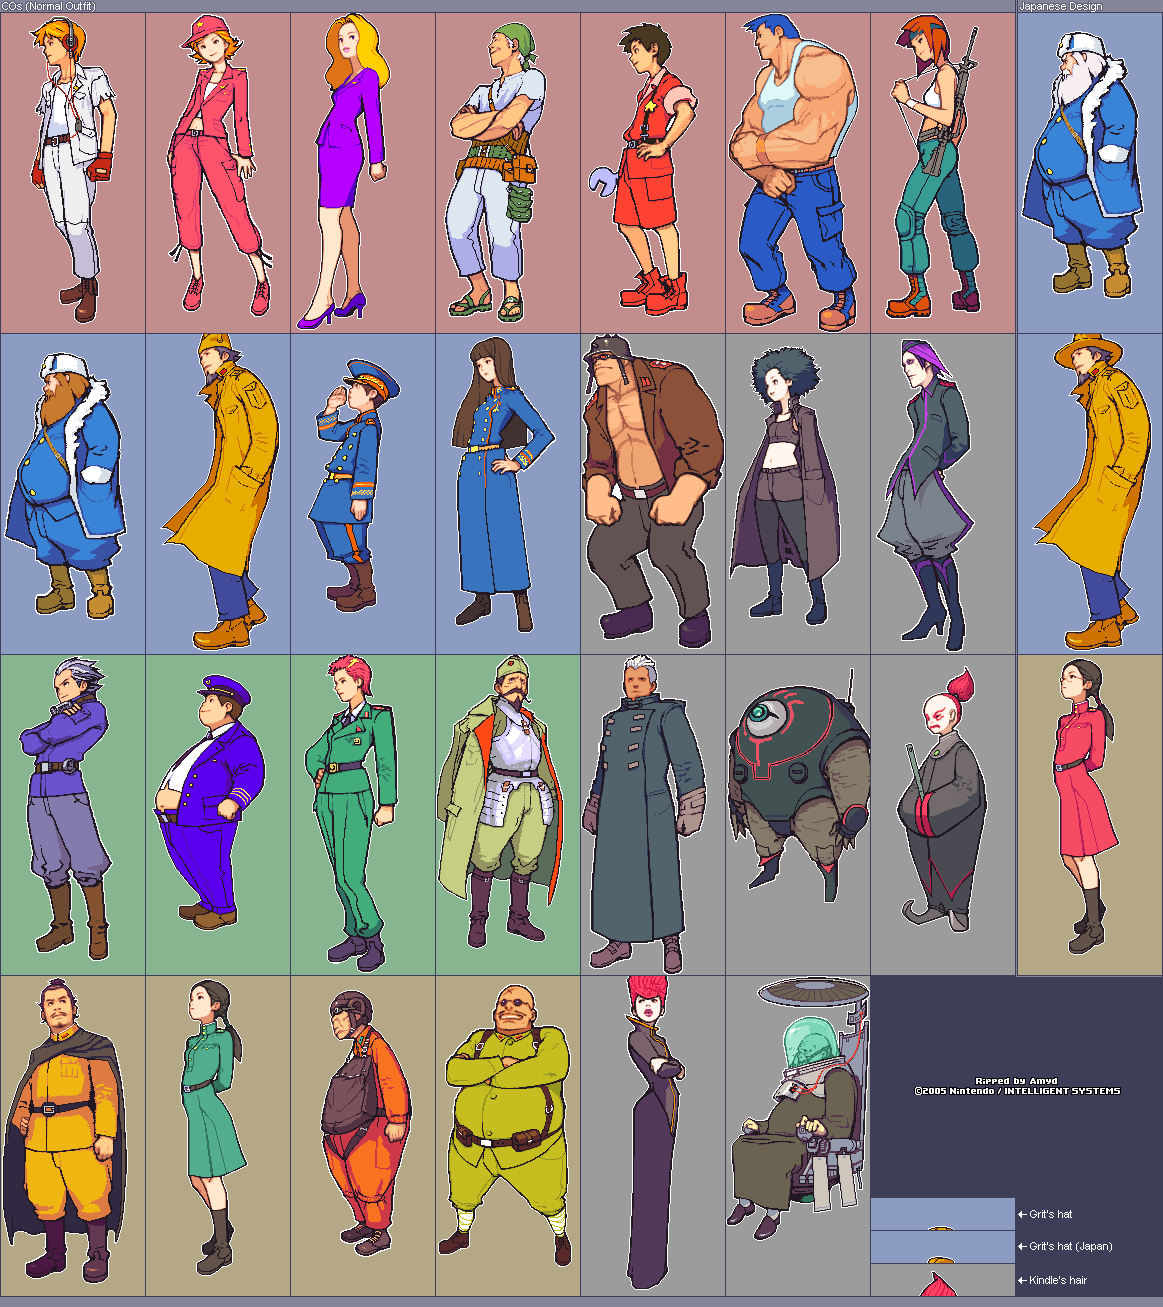 COs (Normal Outfit)
Japanese Design
Ripped by Amyd
©2005 Nintendo / INTELLIGENT SYSTEMS
←Grit's hat
←Grit's hat (Japan)
←Kindle's hair